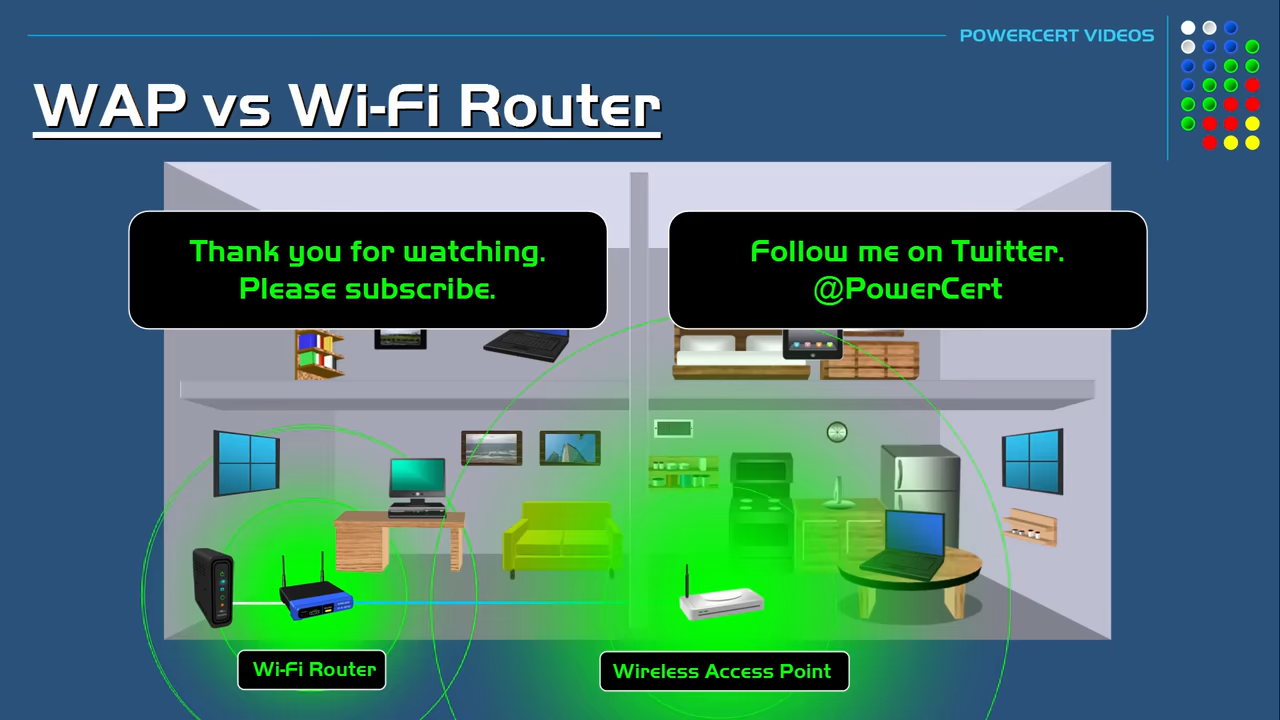 POWERCERT VIDEOS
WAP vs Wi-Fi Router
Thank you for watching.
Please subscribe.
Follow me on Twitter.
@PowerCert
Wi-Fi Router
Wireless Access Point